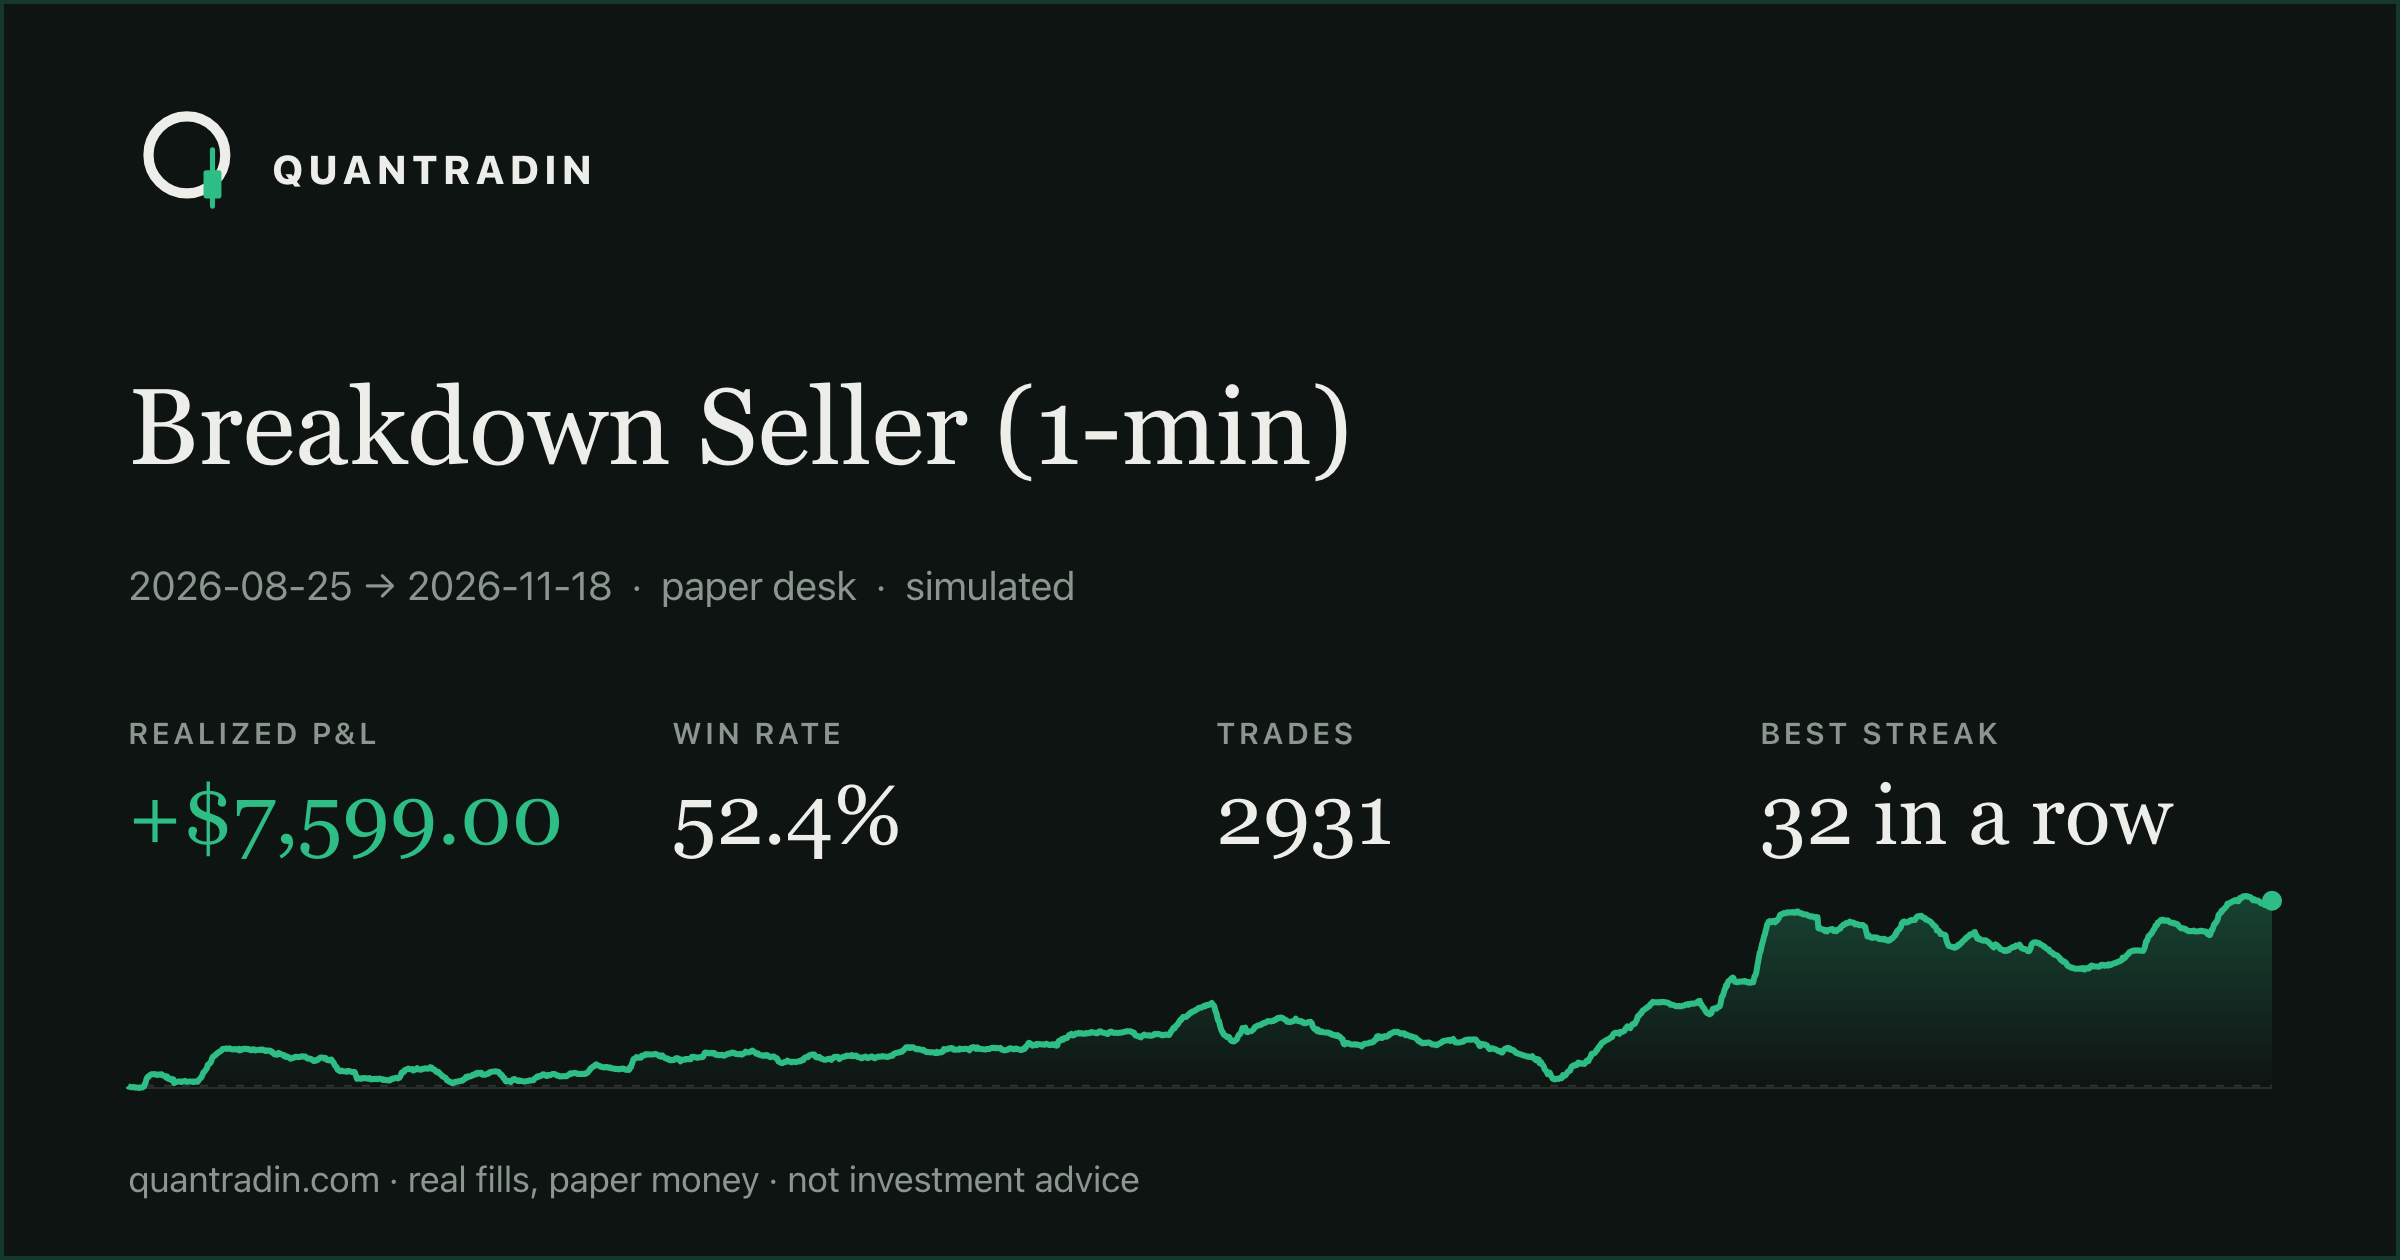 QUANTRADIN
Breakdown Seller (1-min)
2026-08-25 → 2026-11-18 · paper desk · simulated
REALIZED P&L WIN RATE TRADES BEST STREAK
+$7,599.00 52.4% 2931 32 in a row
quantradin.com · real fills, paper money · not investment advice